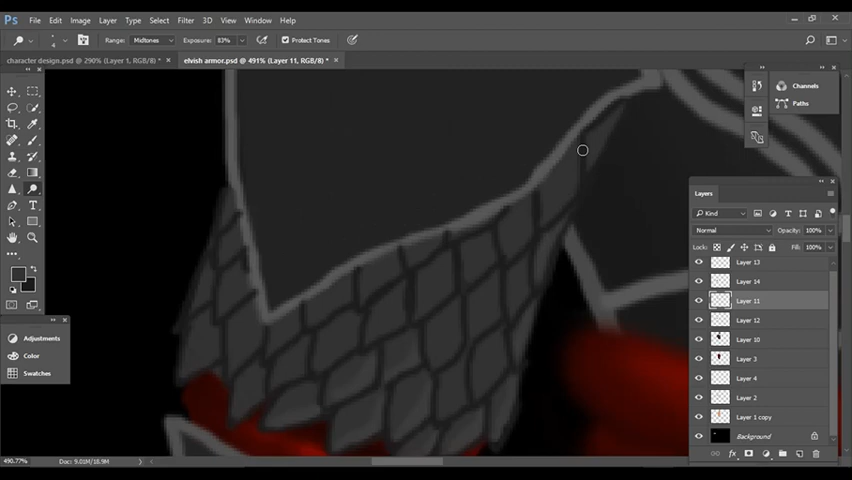 Ps File Edit Image Layer Type Select Filter 3D View Window Help
4 Range: Midtones Exposure: 83% Protect Tones
character design.psd @ 290% (Layer 1, RGB/8) * × elvish armor.psd @ 491% (Layer 11, RGB/8) * ×
Channels
Paths
Layers
Kind
Normal Opacity: 100%
Lock: Fill: 100%
Layer 13
Layer 14
Layer 11
Layer 12
Layer 10
Layer 3
Layer 4
Layer 2
Layer 1 copy
Background
fx
T
Adjustments
Color
Swatches
490.77% Doc: 9.01M/18.9M